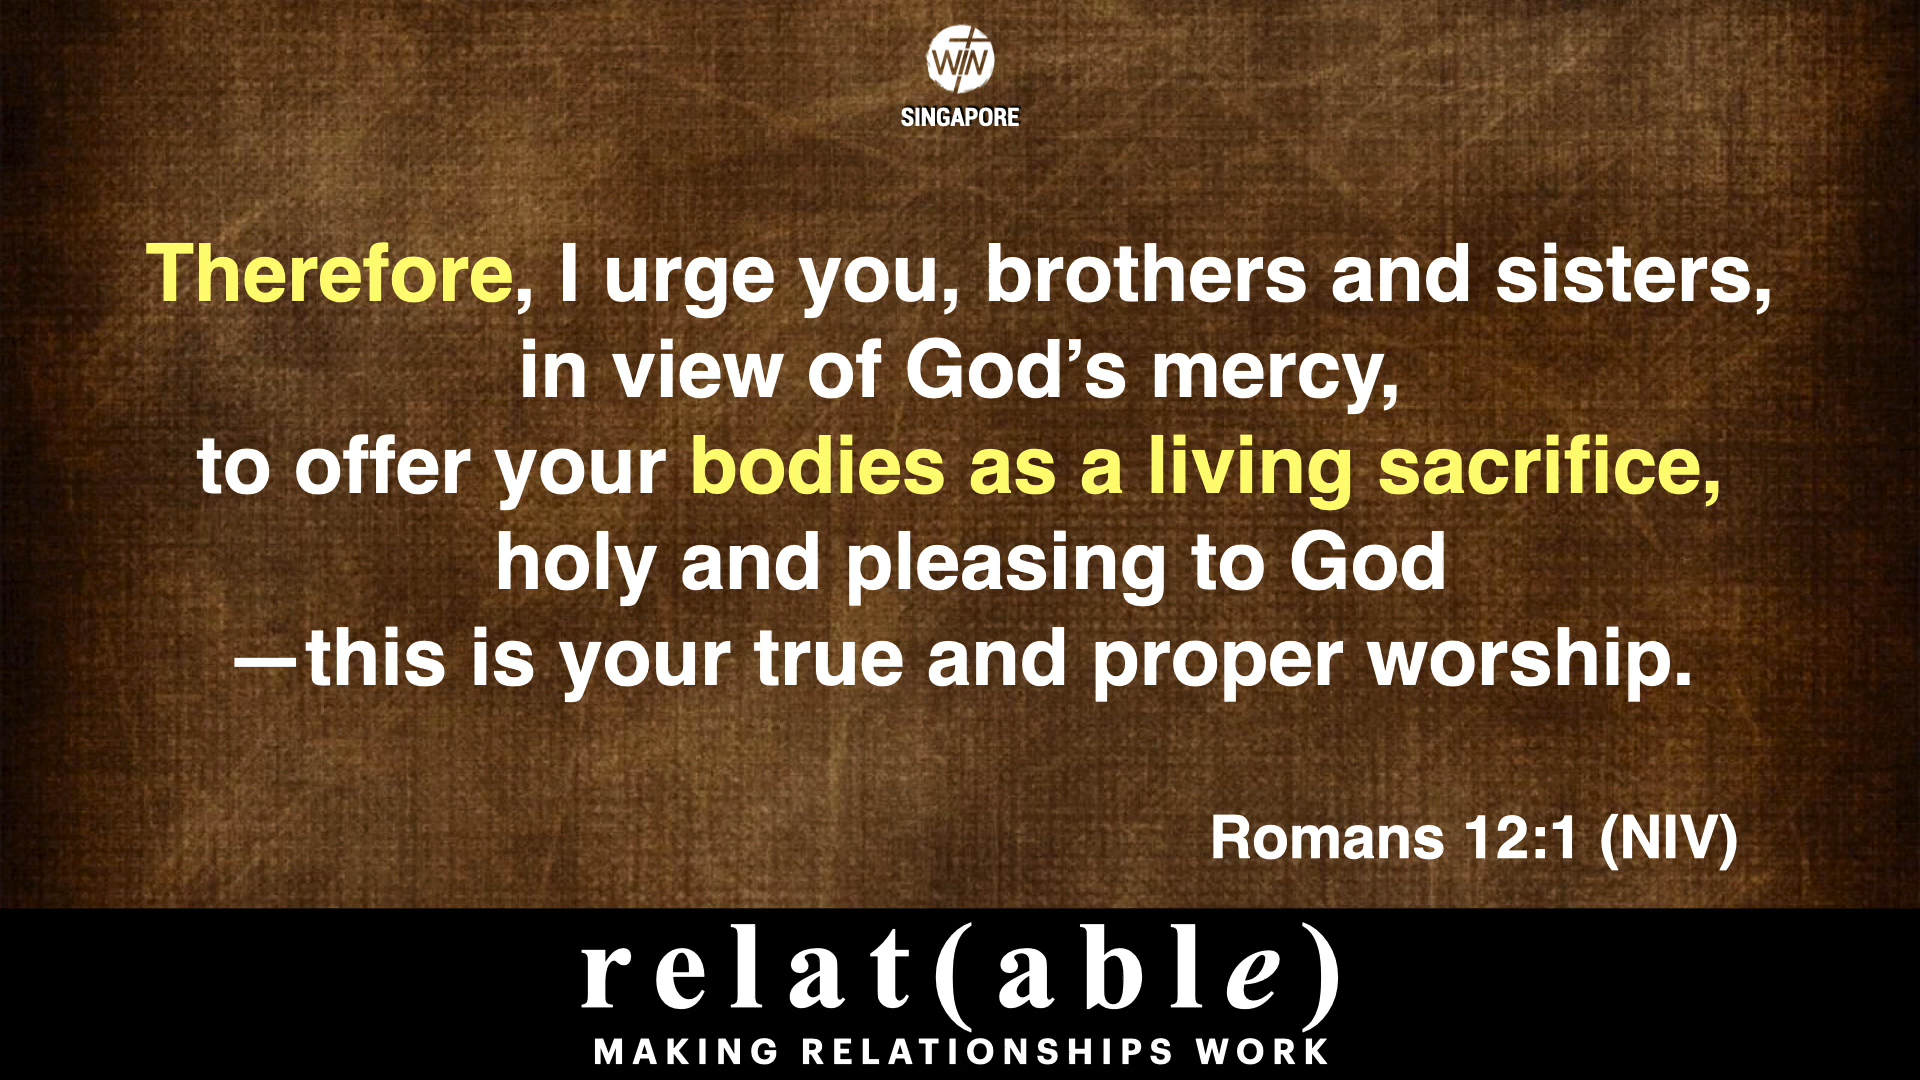 WIN
SINGAPORE
Therefore, I urge you, brothers and sisters,
in view of God’s mercy,
to offer your bodies as a living sacrifice,
holy and pleasing to God
—this is your true and proper worship.
Romans 12:1 (NIV)
relat(able)
MAKING RELATIONSHIPS WORK